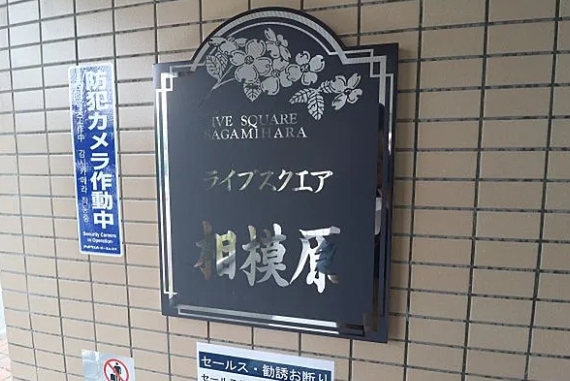 防犯カメラ作動中
Security Camera
in Operation
LIVE SQUARE
SAGAMIHARA
ライブスクエア
相模原
セールス・勧誘お断り